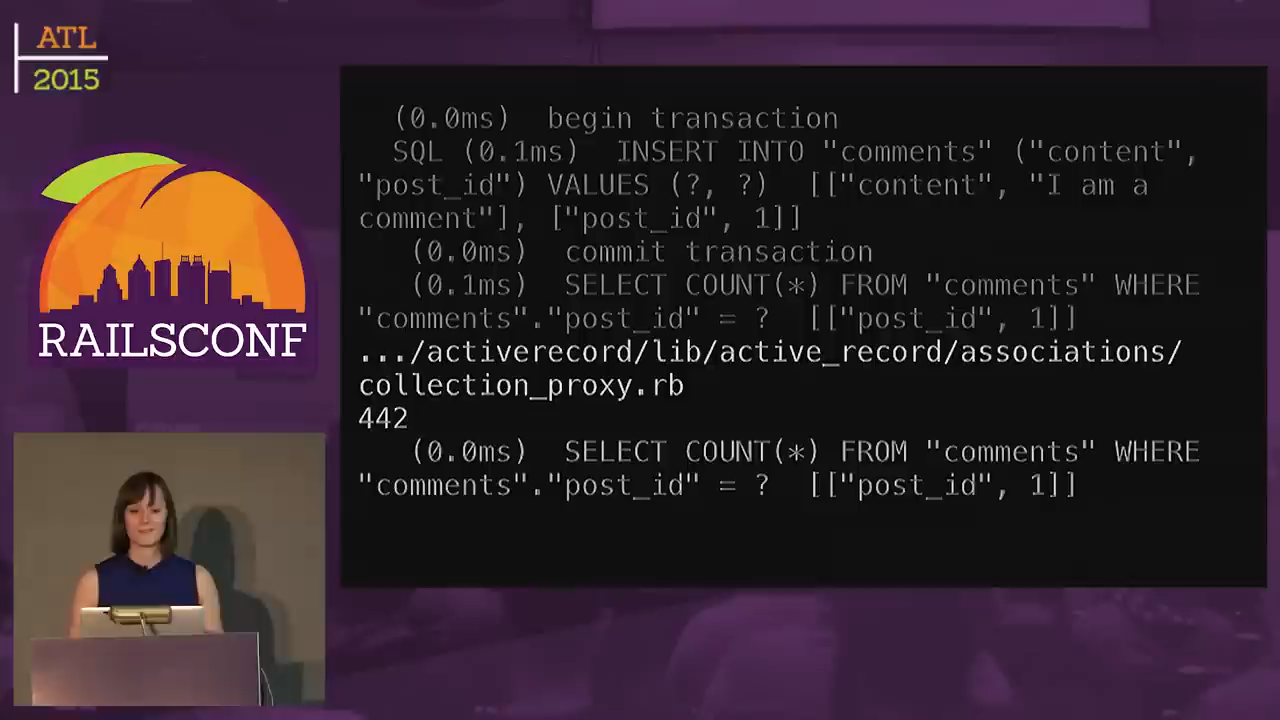 ATL
2015
RAILSCONF
(0.0ms)  begin transaction
SQL (0.1ms)  INSERT INTO "comments" ("content",
"post_id") VALUES (?, ?)  [["content", "I am a
comment"], ["post_id", 1]]
(0.0ms)  commit transaction
(0.1ms)  SELECT COUNT(*) FROM "comments" WHERE
"comments"."post_id" = ?  [["post_id", 1]]
.../activerecord/lib/active_record/associations/
collection_proxy.rb
442
(0.0ms)  SELECT COUNT(*) FROM "comments" WHERE
"comments"."post_id" = ?  [["post_id", 1]]